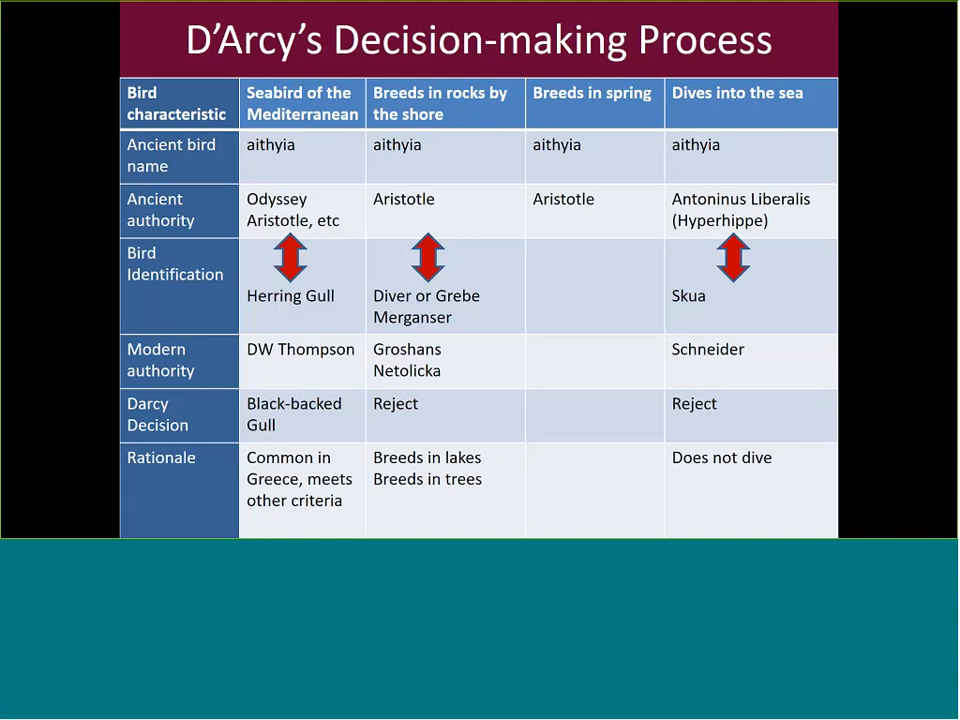 D'Arcy's Decision-making Process
Bird characteristic
Seabird of the Mediterranean
Breeds in rocks by the shore
Breeds in spring
Dives into the sea
Ancient bird name
aithyia
aithyia
aithyia
aithyia
Ancient authority
Odyssey
Aristotle, etc
Aristotle
Aristotle
Antoninus Liberalis
(Hyperhippe)
Bird Identification
Herring Gull
Diver or Grebe
Merganser
Skua
Modern authority
DW Thompson
Groshans
Netolicka
Schneider
Darcy Decision
Black-backed Gull
Reject
Reject
Rationale
Common in Greece, meets other criteria
Breeds in lakes
Breeds in trees
Does not dive